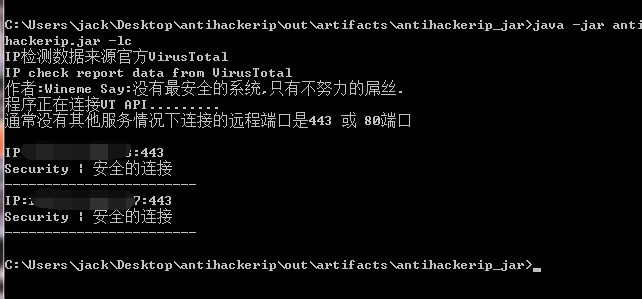 C:\Users\jack\Desktop\antihackerip\out\artifacts\antihackerip_jar>java -jar anti
hackerip.jar -lc
IP检测数据来源官方VirusTotal
IP check report data from VirusTotal
作者:Wineme Say:没有最安全的系统,只有不努力的屌丝.
程序正在连接VT API.........
通常没有其他服务情况下连接的远程端口是443 或 80端口
IP :443
Security | 安全的连接
------------------------
IP: 7:443
Security | 安全的连接
------------------------
C:\Users\jack\Desktop\antihackerip\out\artifacts\antihackerip_jar>_